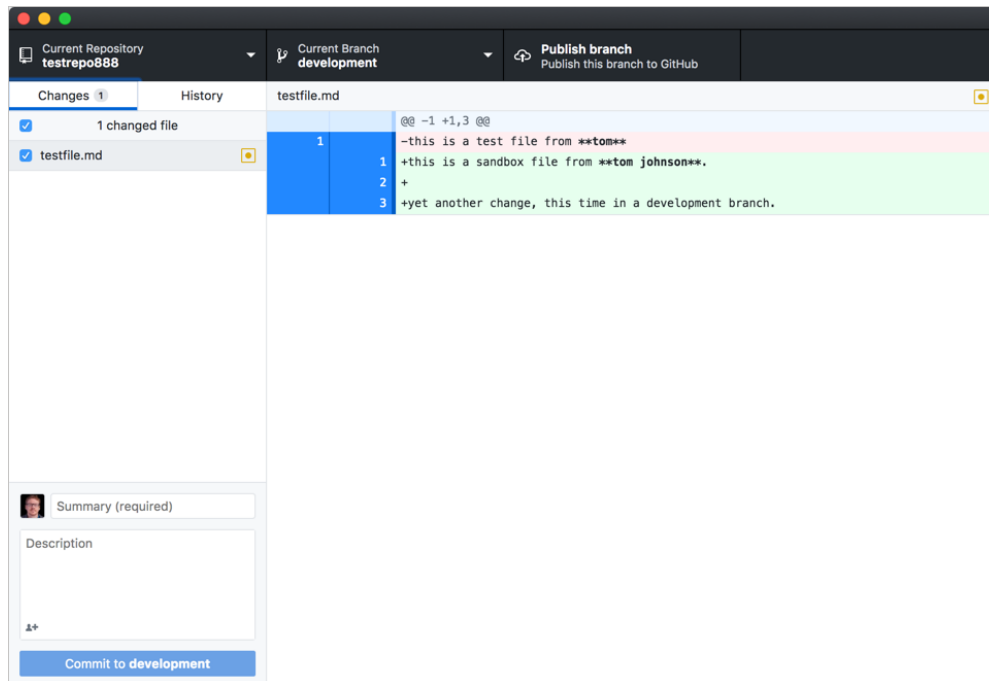 Current Repository
testrepo888
Current Branch
development
Publish branch
Publish this branch to GitHub
Changes 1
History
testfile.md
1 changed file
testfile.md
@@ -1 +1,3 @@
1 -this is a test file from **tom**
1 +this is a sandbox file from **tom johnson**.
2 +
3 +yet another change, this time in a development branch.
Summary (required)
Description
Commit to development